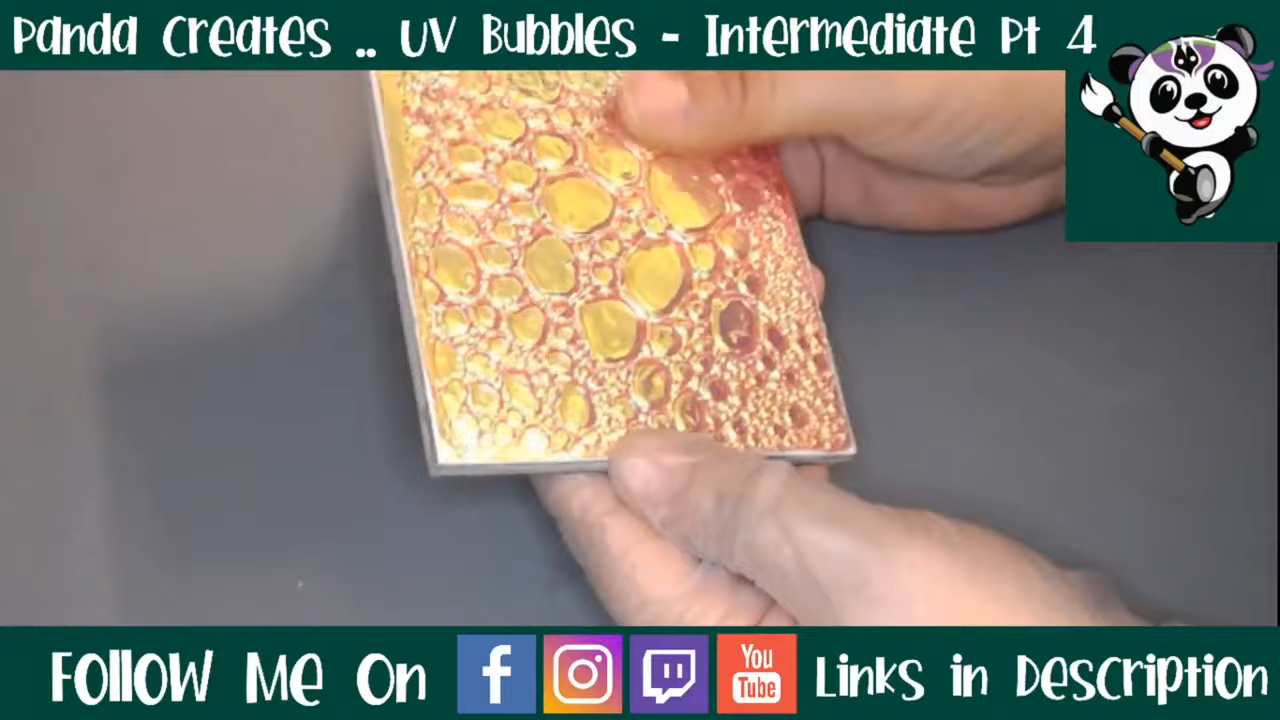 Panda Creates .. UV Bubbles - Intermediate Pt 4
Follow Me On
You
Tube
Links in Description